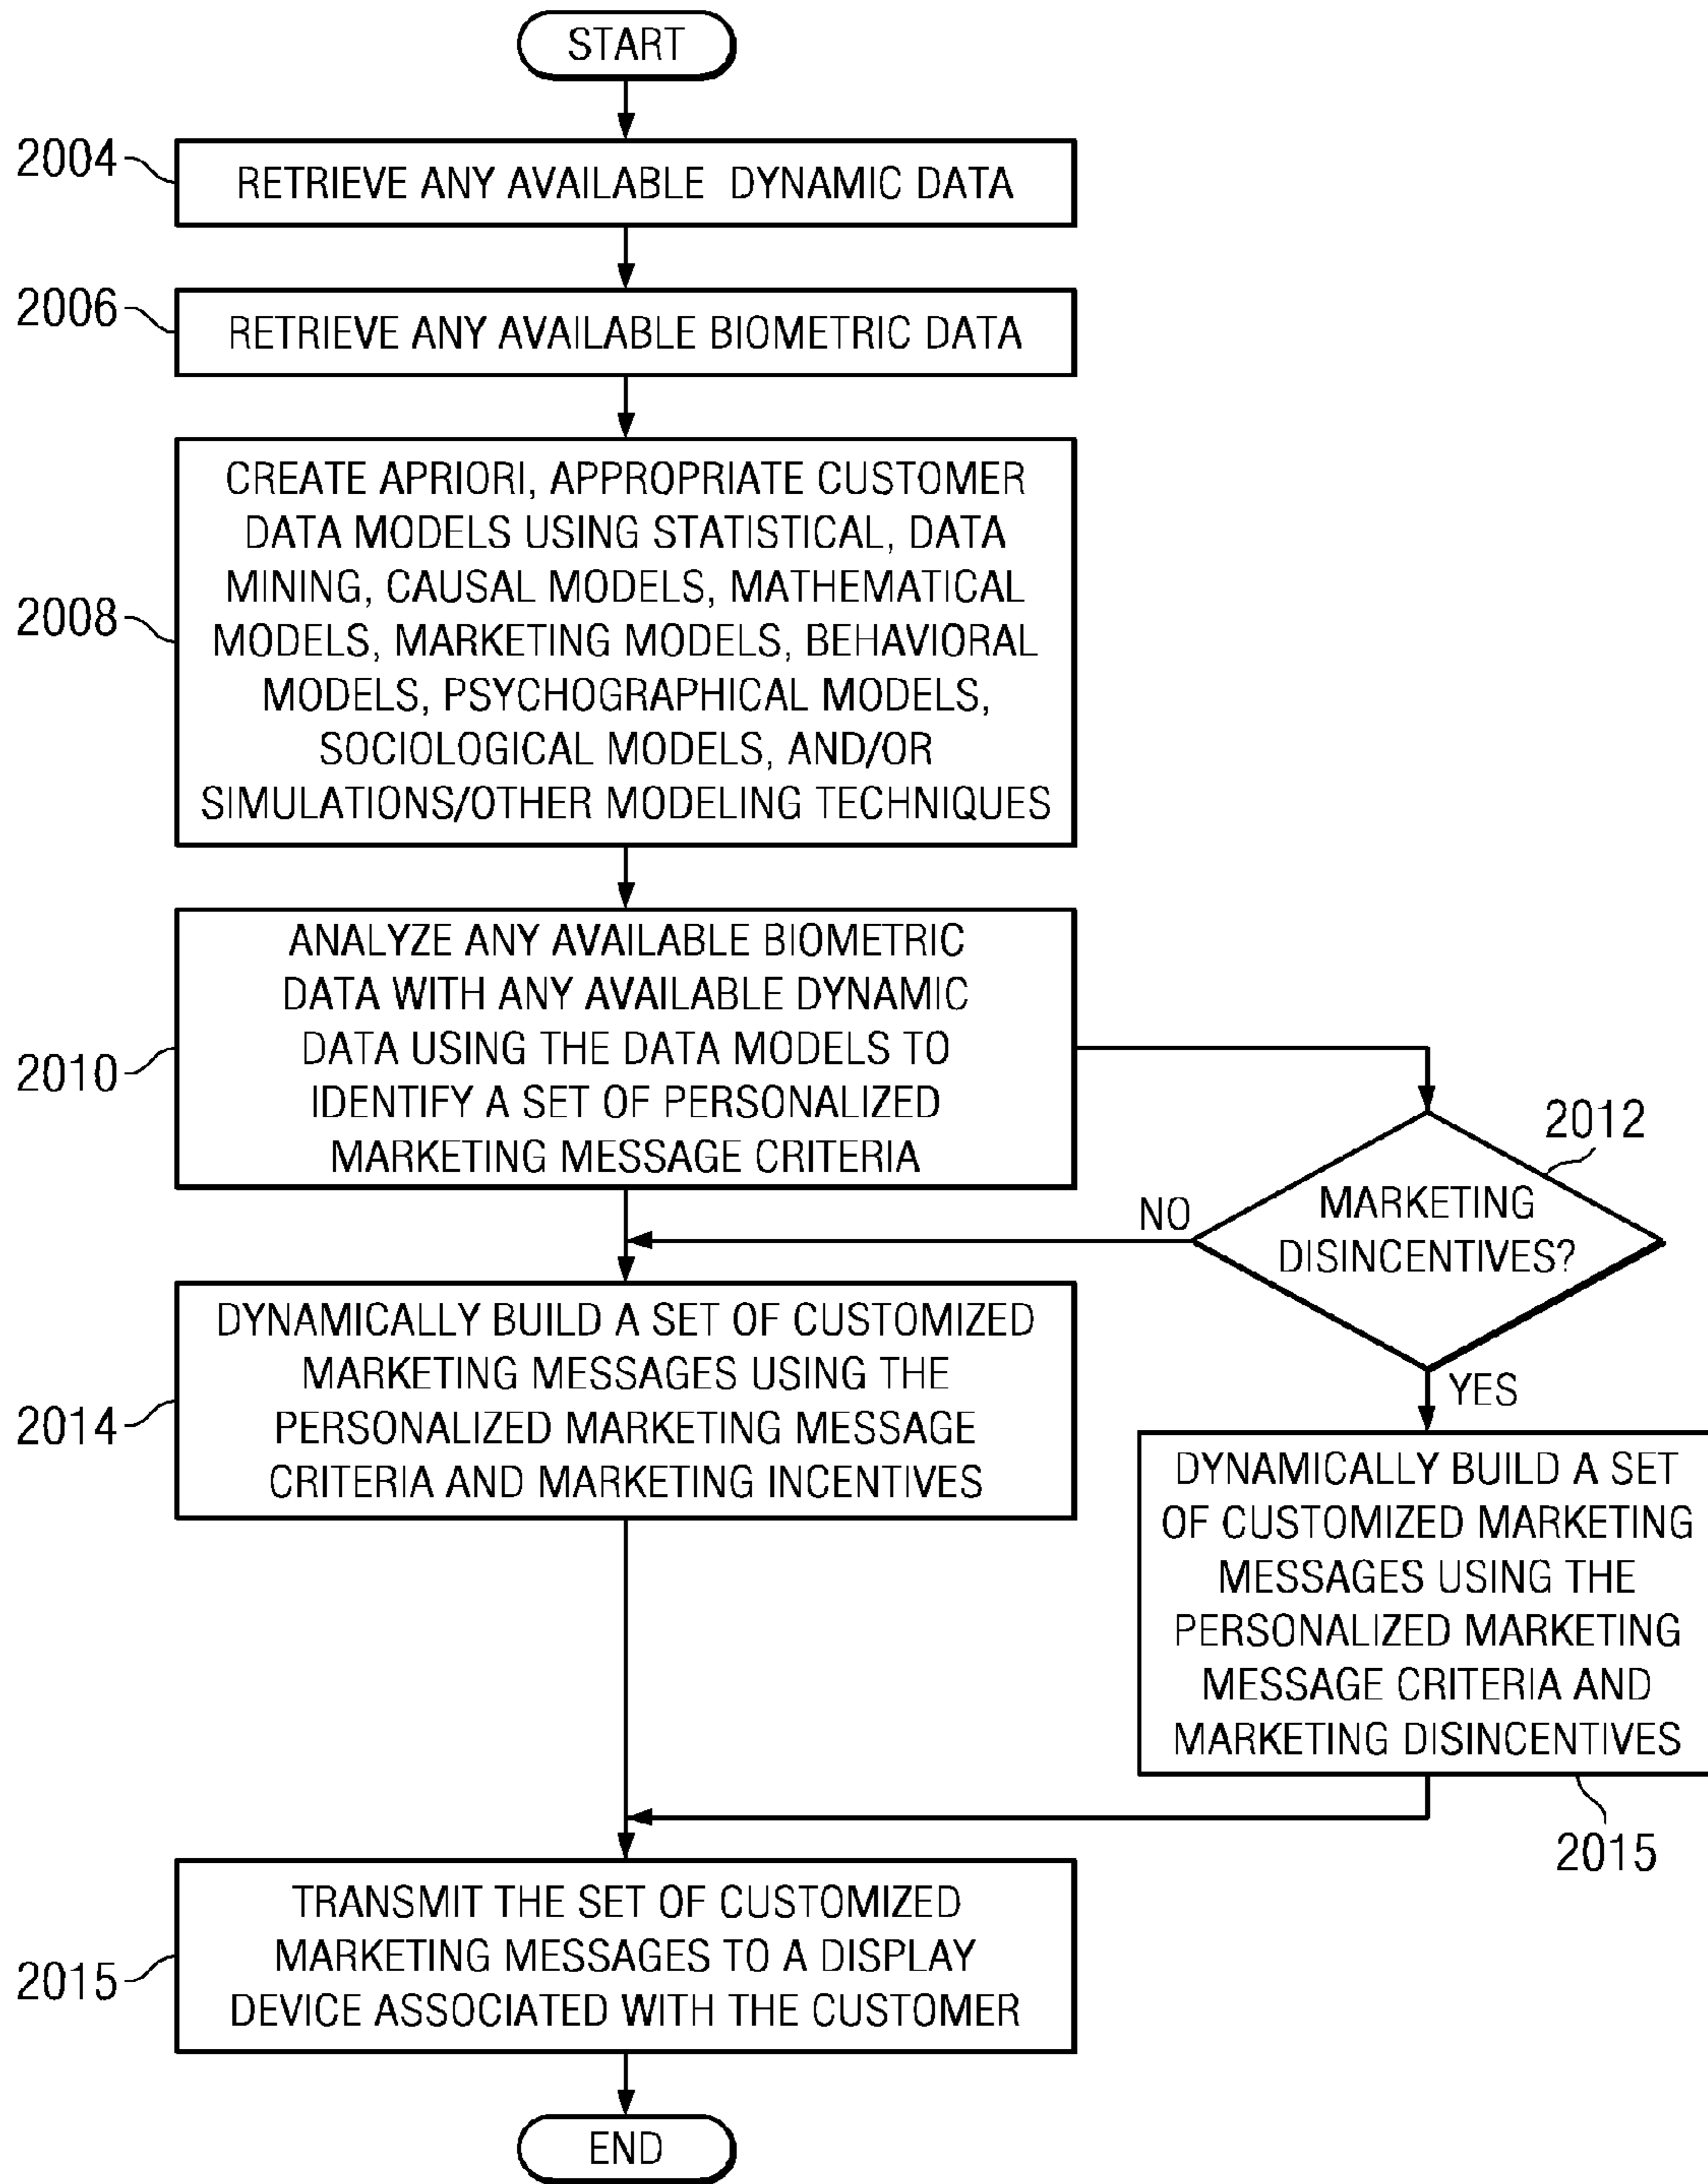 START
2004
RETRIEVE ANY AVAILABLE DYNAMIC DATA
2006
RETRIEVE ANY AVAILABLE BIOMETRIC DATA
2008
CREATE APRIORI, APPROPRIATE CUSTOMER
DATA MODELS USING STATISTICAL, DATA
MINING, CAUSAL MODELS, MATHEMATICAL
MODELS, MARKETING MODELS, BEHAVIORAL
MODELS, PSYCHOGRAPHICAL MODELS,
SOCIOLOGICAL MODELS, AND/OR
SIMULATIONS/OTHER MODELING TECHNIQUES
2010
ANALYZE ANY AVAILABLE BIOMETRIC
DATA WITH ANY AVAILABLE DYNAMIC
DATA USING THE DATA MODELS TO
IDENTIFY A SET OF PERSONALIZED
MARKETING MESSAGE CRITERIA
2012
MARKETING
DISINCENTIVES?
NO
YES
2014
DYNAMICALLY BUILD A SET OF CUSTOMIZED
MARKETING MESSAGES USING THE
PERSONALIZED MARKETING MESSAGE
CRITERIA AND MARKETING INCENTIVES
DYNAMICALLY BUILD A SET
OF CUSTOMIZED MARKETING
MESSAGES USING THE
PERSONALIZED MARKETING
MESSAGE CRITERIA AND
MARKETING DISINCENTIVES
2015
2015
TRANSMIT THE SET OF CUSTOMIZED
MARKETING MESSAGES TO A DISPLAY
DEVICE ASSOCIATED WITH THE CUSTOMER
END